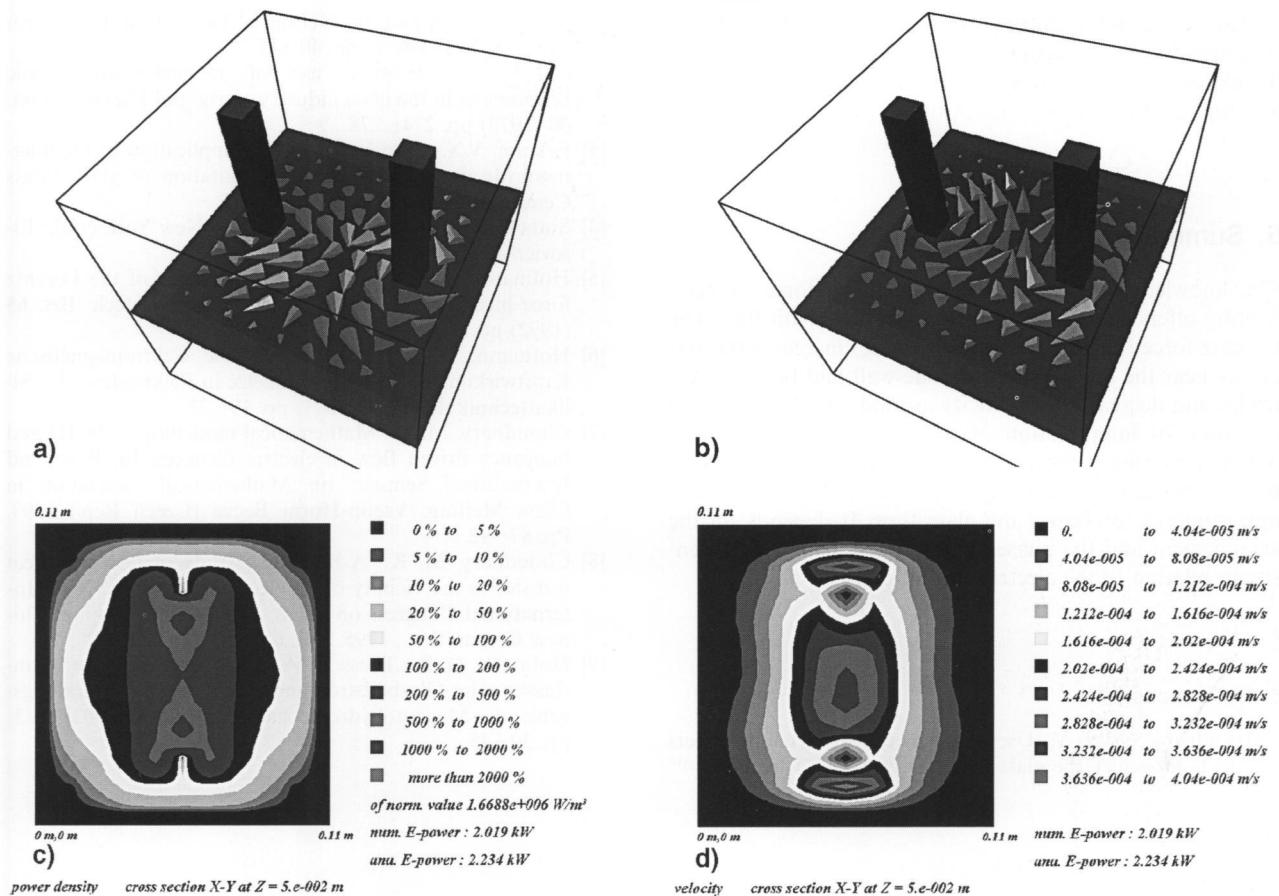 a)
b)
0.11 m
0 % to 5 %
5 % to 10 %
10 % to 20 %
20 % to 50 %
50 % to 100 %
100 % to 200 %
200 % to 500 %
500 % to 1000 %
1000 % to 2000 %
more than 2000 %
of norm. value 1.6688e+006 W/m³
0 m,0 m
0.11 m
num. E-power : 2.019 kW
c)
ana. E-power : 2.234 kW
power density cross section X-Y at Z = 5.e-002 m
0.11 m
0. to 4.04e-005 m/s
4.04e-005 to 8.08e-005 m/s
8.08e-005 to 1.212e-004 m/s
1.212e-004 to 1.616e-004 m/s
1.616e-004 to 2.02e-004 m/s
2.02e-004 to 2.424e-004 m/s
2.424e-004 to 2.828e-004 m/s
2.828e-004 to 3.232e-004 m/s
3.232e-004 to 3.636e-004 m/s
3.636e-004 to 4.04e-004 m/s
0 m,0 m
0.11 m
num. E-power : 2.019 kW
d)
ana. E-power : 2.234 kW
velocity cross section X-Y at Z = 5.e-002 m